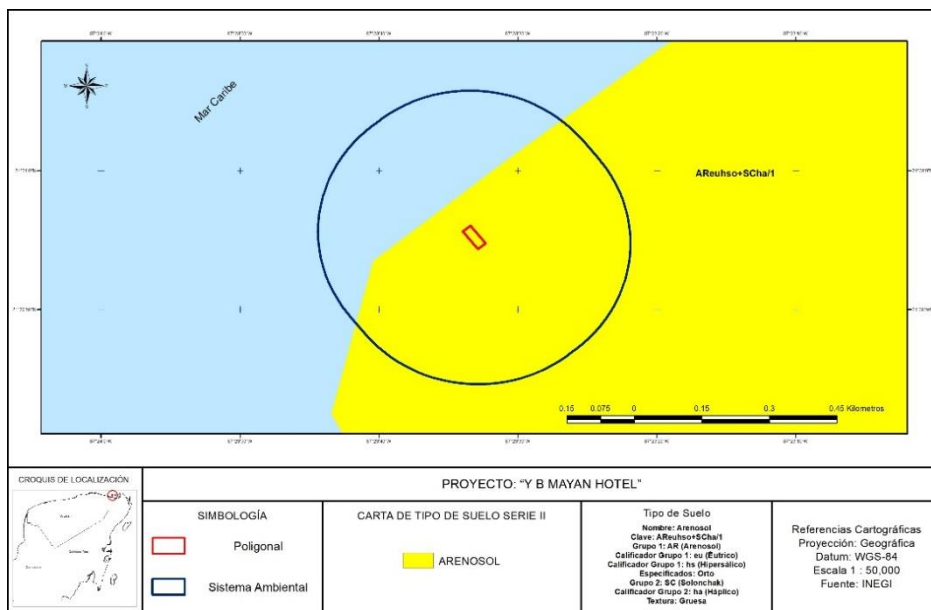 Mar Caribe
AReuhso+SCha/1
0.15 0.075 0 0.15 0.3 0.45 Kilometros
CROQUIS DE LOCALIZACIÓN
PROYECTO: "Y B MAYAN HOTEL"
SIMBOLOGÍA
Poligonal
Sistema Ambiental
CARTA DE TIPO DE SUELO SERIE II
ARENOSOL
Tipo de Suelo
Nombre: Arenosol
Clave: AReuhso+SCha/1
Grupo 1: AR (Arenosol)
Calificador Grupo 1: eu (Éutrico)
Calificador Grupo 1: hs (Hipersálico)
Especificados: Orto
Grupo 2: SC (Solonchak)
Calificador Grupo 2: ha (Háplico)
Textura: Gruesa
Referencias Cartográficas
Proyección: Geográfica
Datum: WGS-84
Escala 1 : 50,000
Fuente: INEGI